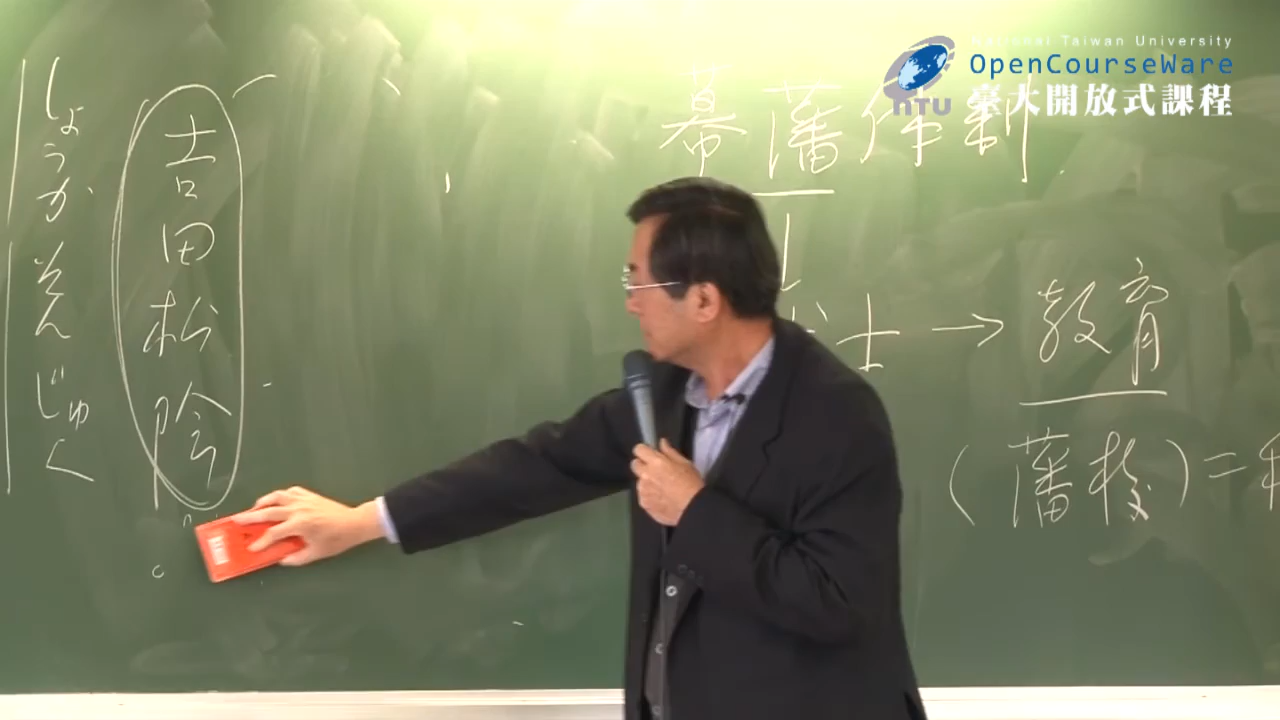 National Taiwan University
OpenCourseWare
NTU
臺大開放式課程
幕藩体制
士→教育
(藩校)=
吉田松陰
しょうかそんじゅく